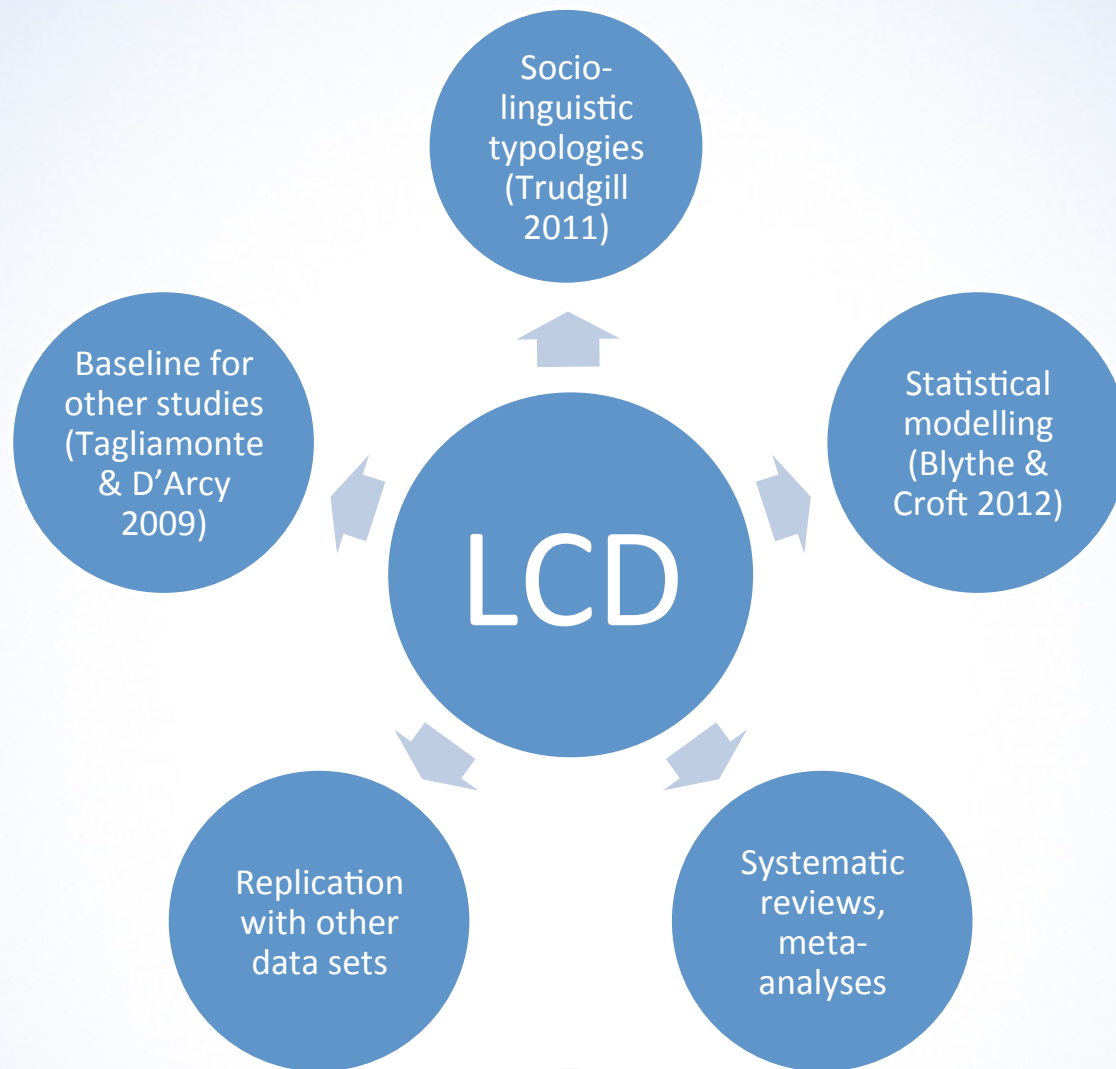 Socio-
linguistic
typologies
(Trudgill
2011)
Baseline for
other studies
(Tagliamonte
& D’Arcy
2009)
Statistical
modelling
(Blythe &
Croft 2012)
LCD
Replication
with other
data sets
Systematic
reviews,
meta-
analyses